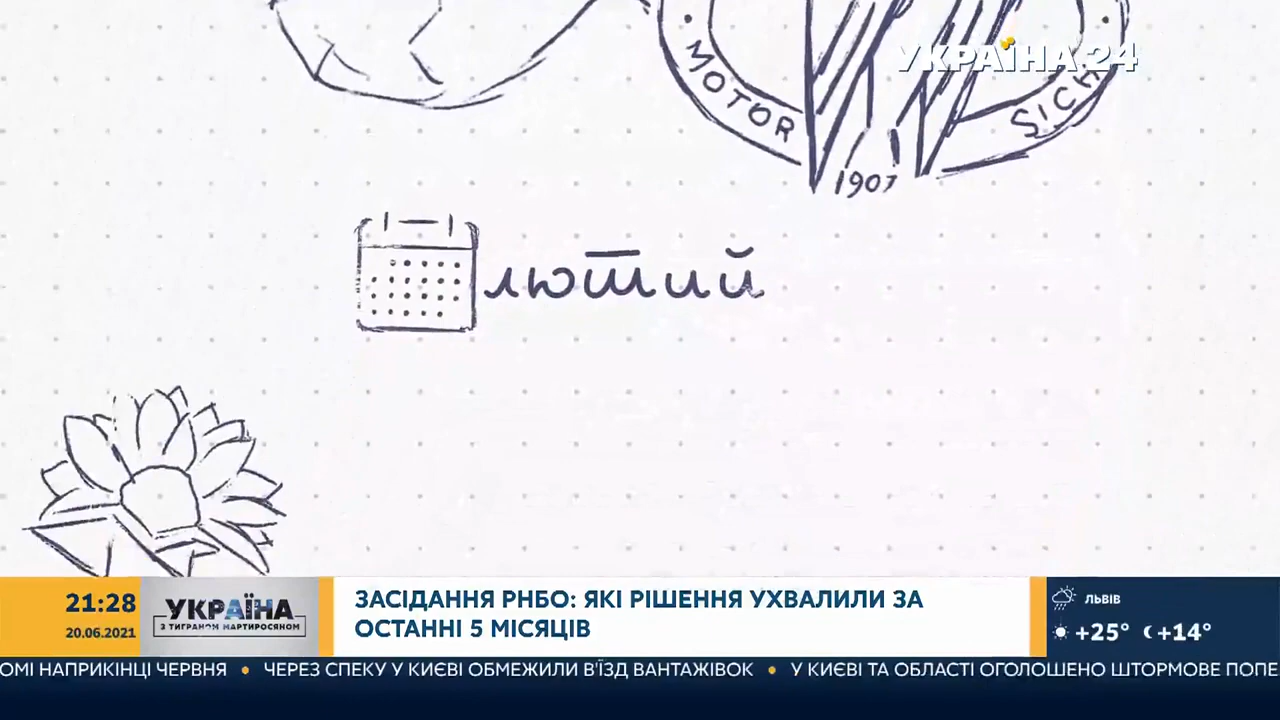 УКРАЇНА 24
MOTOR SICH
1907
лютий
21:28
20.06.2021
УКРАЇНА
З ТИГРАНОМ МАРТИРОСЯНОМ
ЗАСІДАННЯ РНБО: ЯКІ РІШЕННЯ УХВАЛИЛИ ЗА
ОСТАННІ 5 МІСЯЦІВ
ЛЬВІВ
+25° +14°
ОМІ НАПРИКІНЦІ ЧЕРВНЯ • ЧЕРЕЗ СПЕКУ У КИЄВІ ОБМЕЖИЛИ В'ЇЗД ВАНТАЖІВОК • У КИЄВІ ТА ОБЛАСТІ ОГОЛОШЕНО ШТОРМОВЕ ПОПЕ